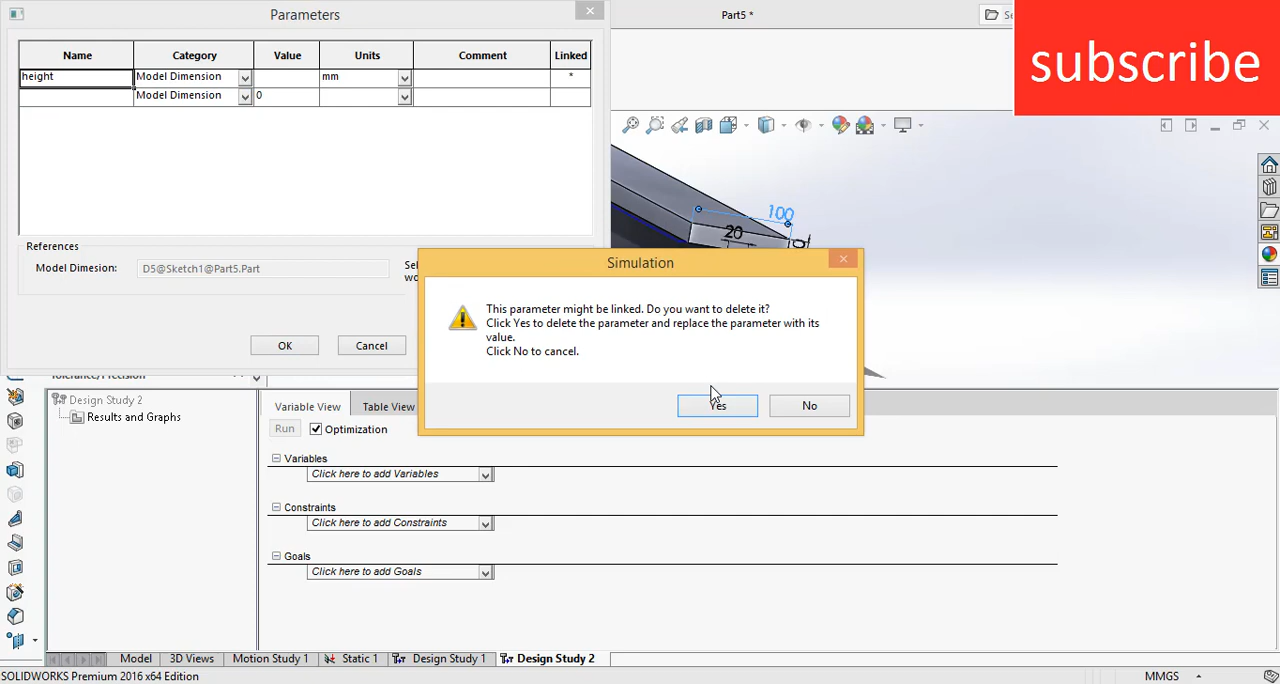 Parameters
Part5 *
Se
subscribe
Name Category Value Units Comment Linked
height Model Dimension mm *
Model Dimension 0
100
20
References
Model Dimesion: D5@Sketch1@Part5.Part
OK Cancel
Simulation
This parameter might be linked. Do you want to delete it?
Click Yes to delete the parameter and replace the parameter with its
value.
Click No to cancel.
Yes No
Design Study 2
Results and Graphs
Variable View Table View
Run Optimization
Variables
Click here to add Variables
Constraints
Click here to add Constraints
Goals
Click here to add Goals
Model 3D Views Motion Study 1 Static 1 Design Study 1 Design Study 2
SOLIDWORKS Premium 2016 x64 Edition
MMGS